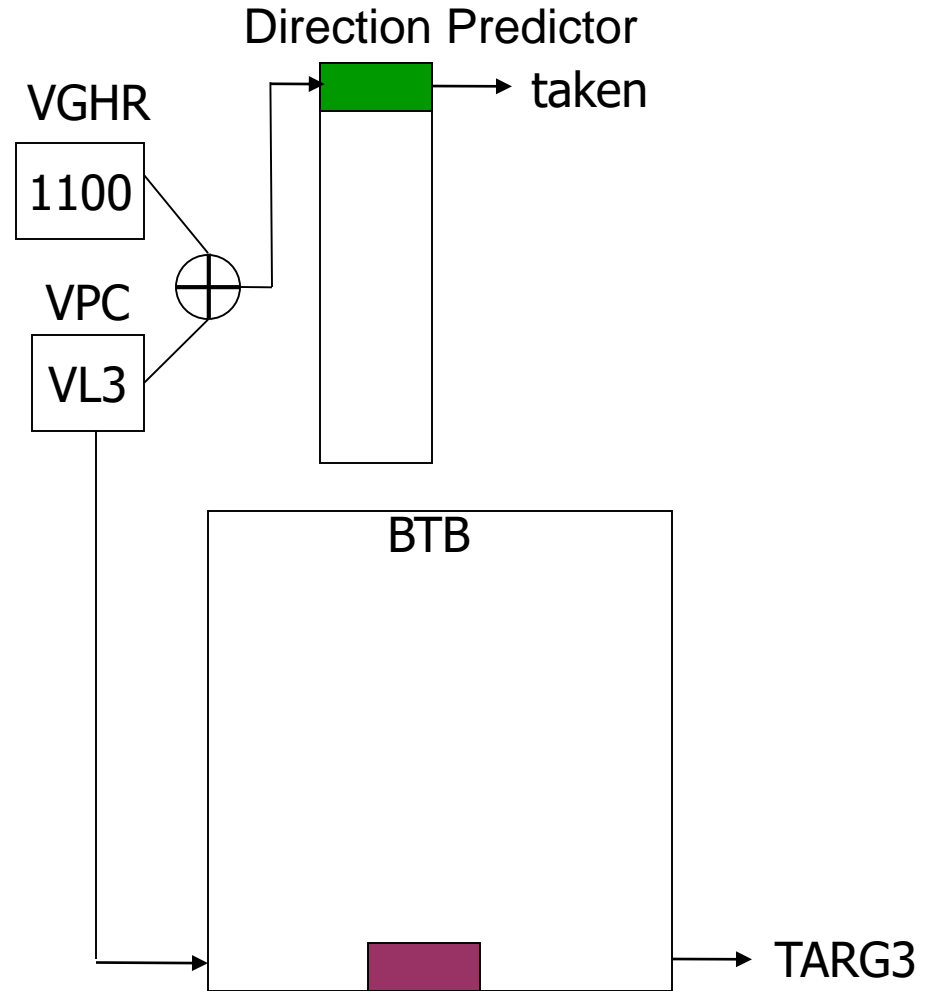 Direction Predictor
taken
VGHR
1100
VPC
VL3
BTB
TARG3